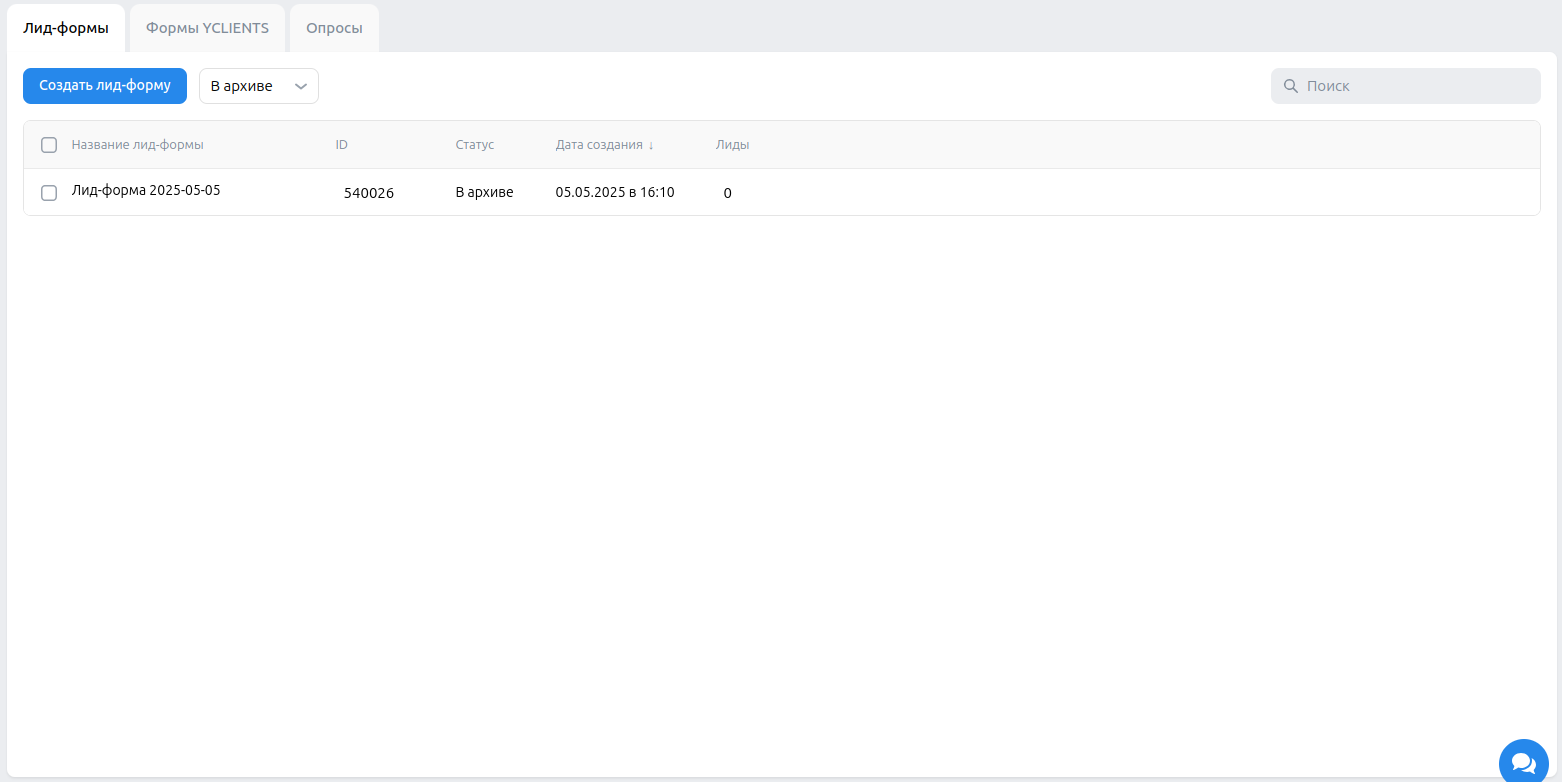 Лид-формы Формы YCLIENTS Опросы
Создать лид-форму В архиве Поиск
Название лид-формы ID Статус Дата создания ↓ Лиды
Лид-форма 2025-05-05 540026 В архиве 05.05.2025 в 16:10 0